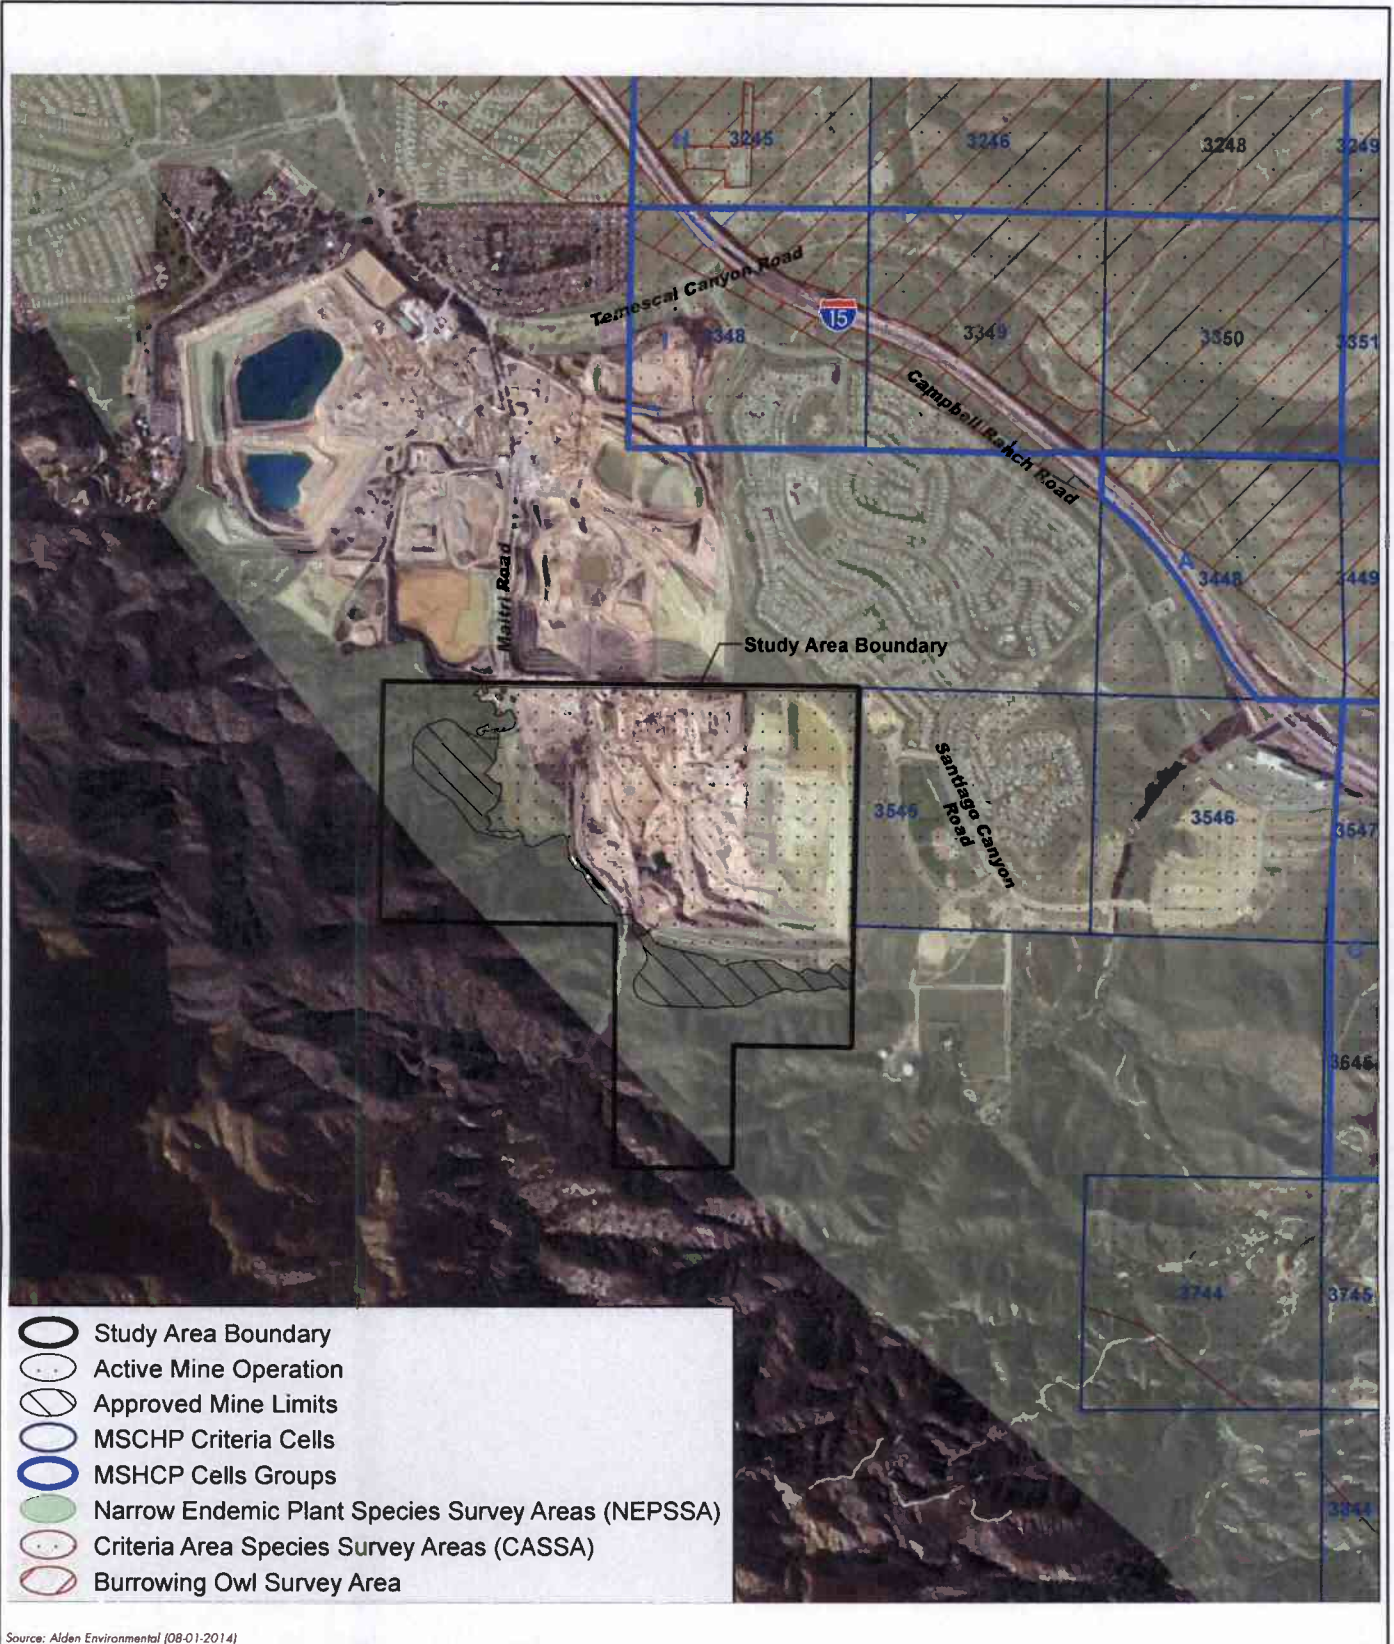 H 3245
3246
3248
3249
Temescal Canyon Road
15
I 3348
3349
3350
3351
Campbell Ranch Road
A
3448
3449
Maitri Road
Study Area Boundary
3545
Santiago Canyon
Road
3546
3547
3645
3744
3745
3844
Study Area Boundary
Active Mine Operation
Approved Mine Limits
MSCHP Criteria Cells
MSHCP Cells Groups
Narrow Endemic Plant Species Survey Areas (NEPSSA)
Criteria Area Species Survey Areas (CASSA)
Burrowing Owl Survey Area
Source: Alden Environmental (08-01-2014)